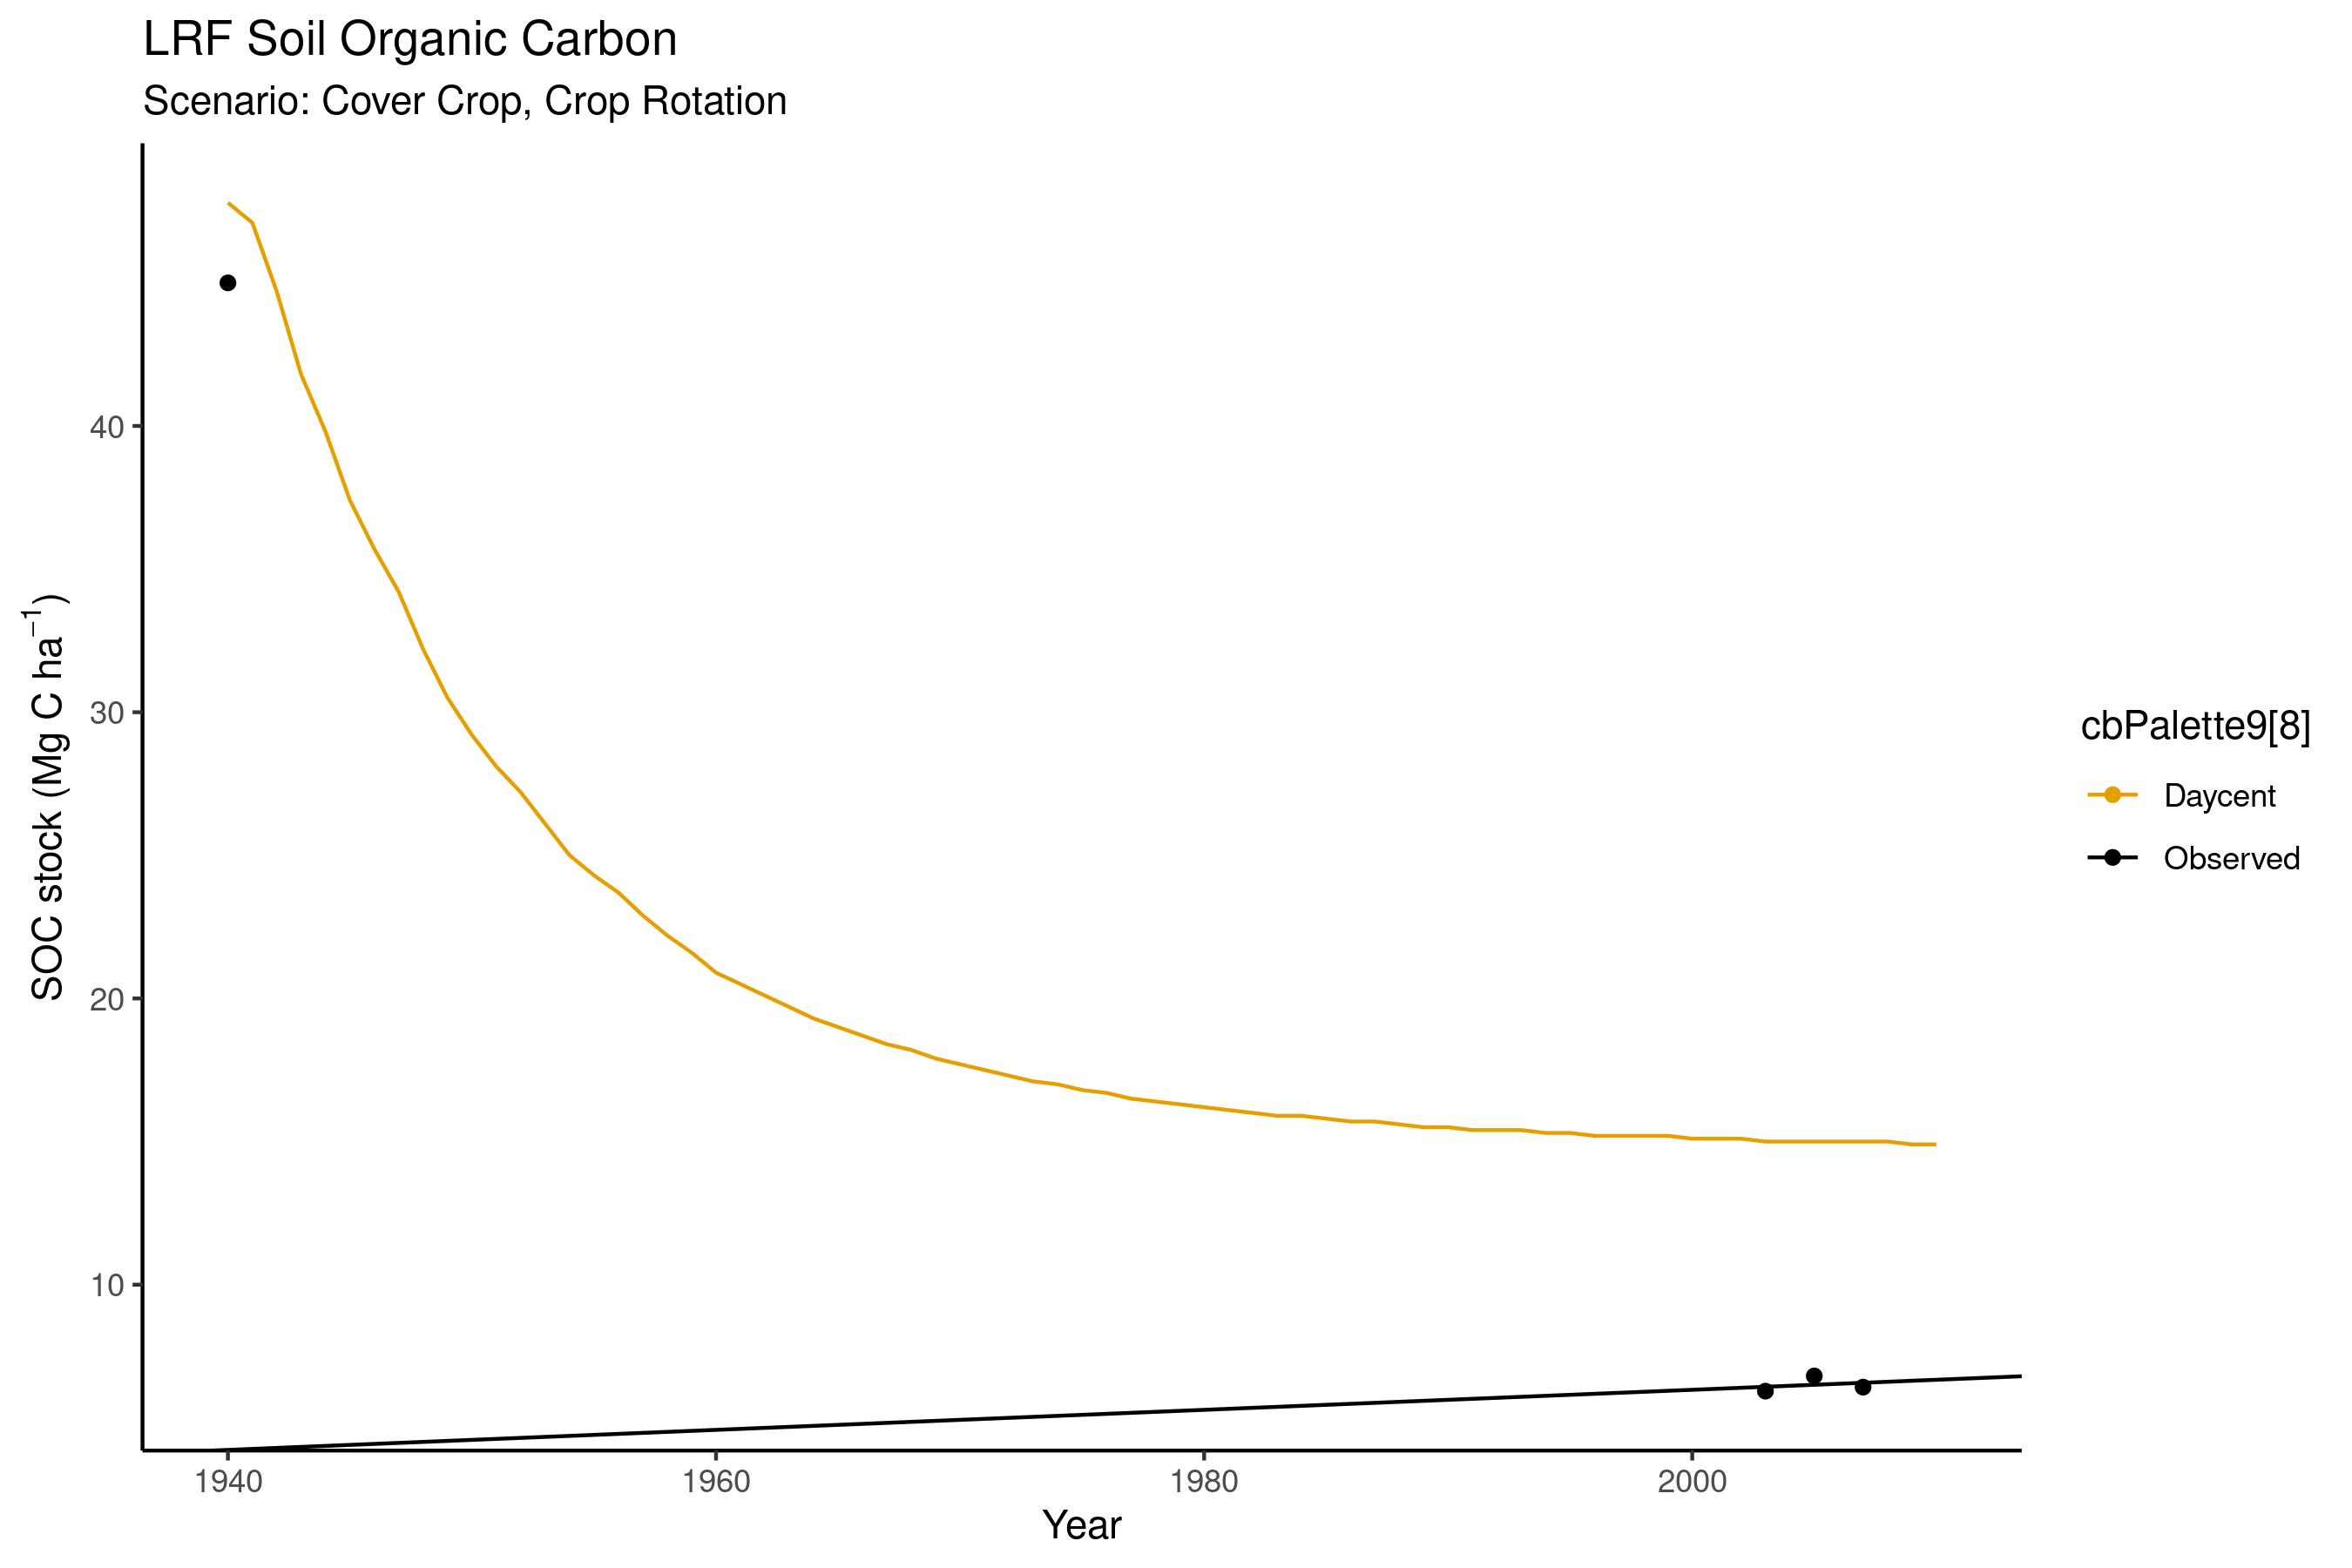 LRF Soil Organic Carbon
Scenario: Cover Crop, Crop Rotation
SOC stock (Mg C ha⁻¹)
40
30
20
10
1940
1960
1980
2000
Year
cbPalette9[8]
Daycent
Observed